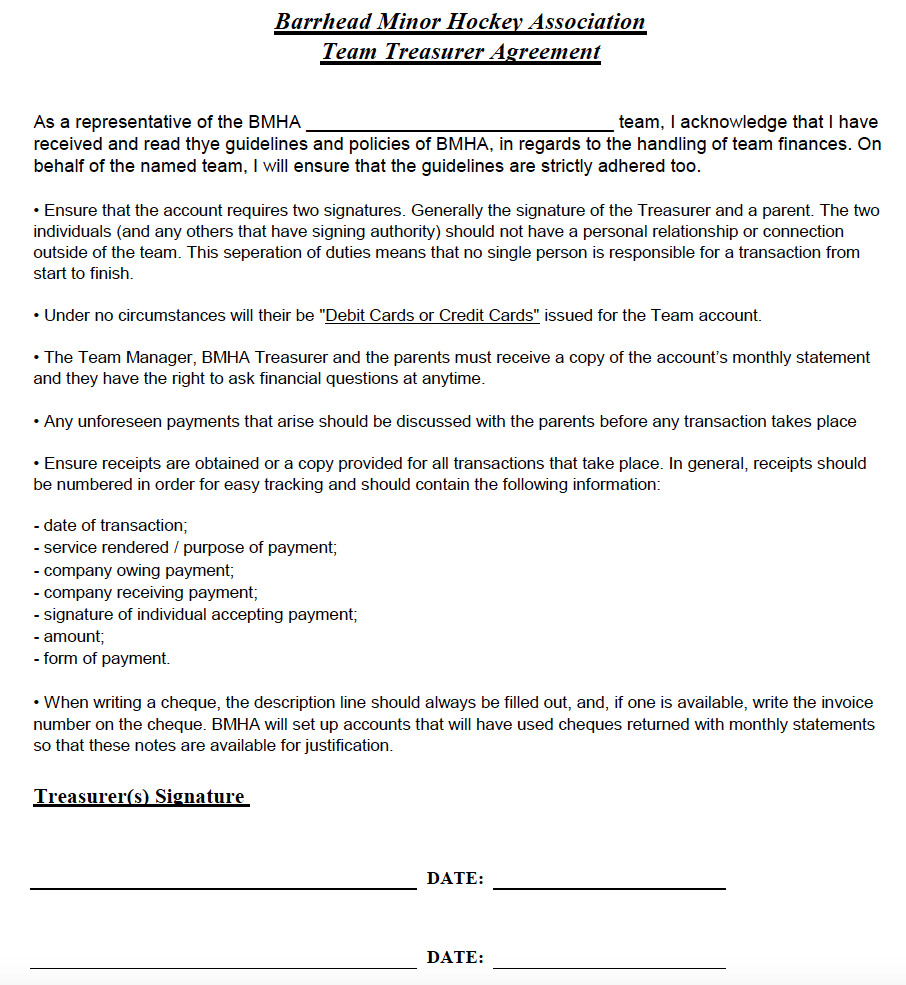 Barrhead Minor Hockey Association
Team Treasurer Agreement
As a representative of the BMHA ________________________________ team, I acknowledge that I have
received and read thye guidelines and policies of BMHA, in regards to the handling of team finances. On
behalf of the named team, I will ensure that the guidelines are strictly adhered too.
• Ensure that the account requires two signatures. Generally the signature of the Treasurer and a parent. The two
individuals (and any others that have signing authority) should not have a personal relationship or connection
outside of the team. This seperation of duties means that no single person is responsible for a transaction from
start to finish.
• Under no circumstances will their be "Debit Cards or Credit Cards" issued for the Team account.
• The Team Manager, BMHA Treasurer and the parents must receive a copy of the account’s monthly statement
and they have the right to ask financial questions at anytime.
• Any unforeseen payments that arise should be discussed with the parents before any transaction takes place
• Ensure receipts are obtained or a copy provided for all transactions that take place. In general, receipts should
be numbered in order for easy tracking and should contain the following information:
- date of transaction;
- service rendered / purpose of payment;
- company owing payment;
- company receiving payment;
- signature of individual accepting payment;
- amount;
- form of payment.
• When writing a cheque, the description line should always be filled out, and, if one is available, write the invoice
number on the cheque. BMHA will set up accounts that will have used cheques returned with monthly statements
so that these notes are available for justification.
Treasurer(s) Signature
DATE:
DATE: